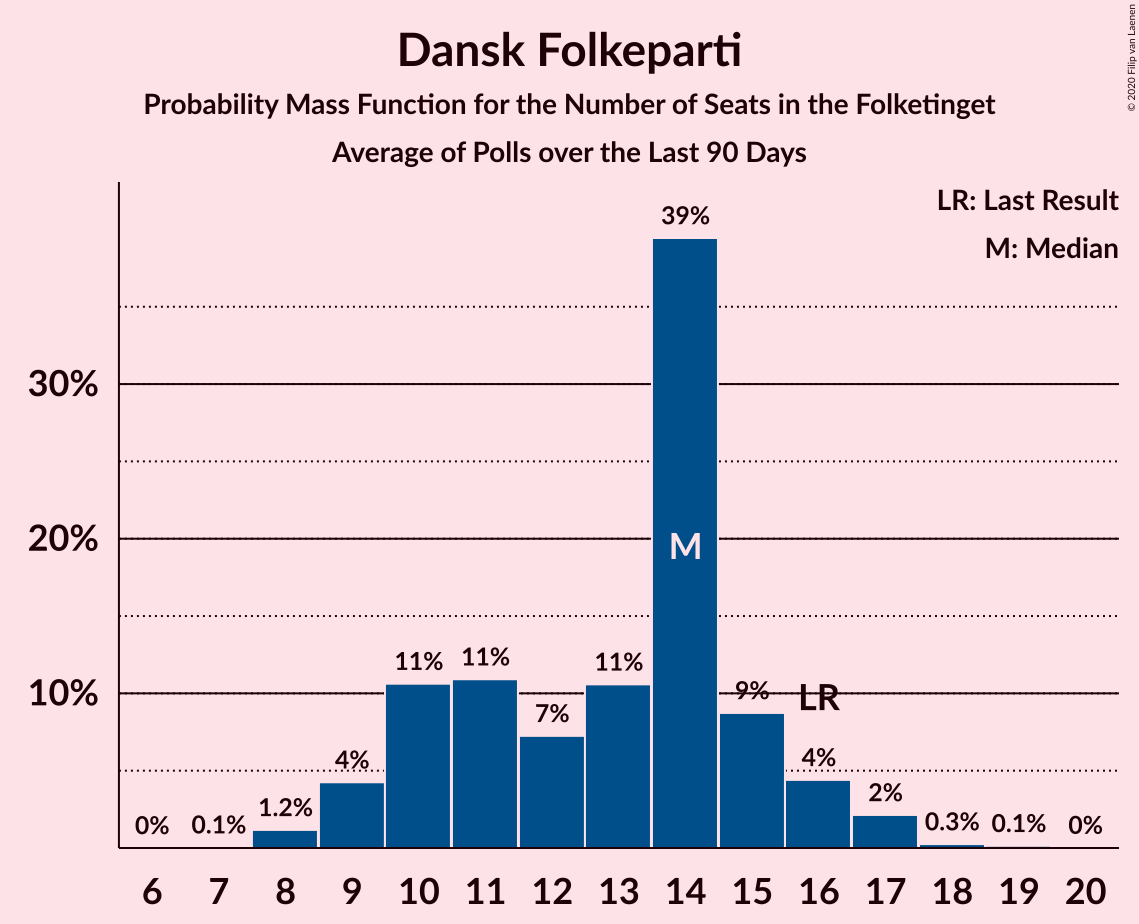 Dansk Folkeparti
Probability Mass Function for the Number of Seats in the Folketinget
Average of Polls over the Last 90 Days
© 2020 Filip van Laenen
LR: Last Result
M: Median
39%
30%
20%
M
10%
11%
11%
11%
9%
LR
7%
4%
4%
2%
1.2%
0%
0.1%
0.3%
0.1%
0%
6 7 8 9 10 11 12 13 14 15 16 17 18 19 20